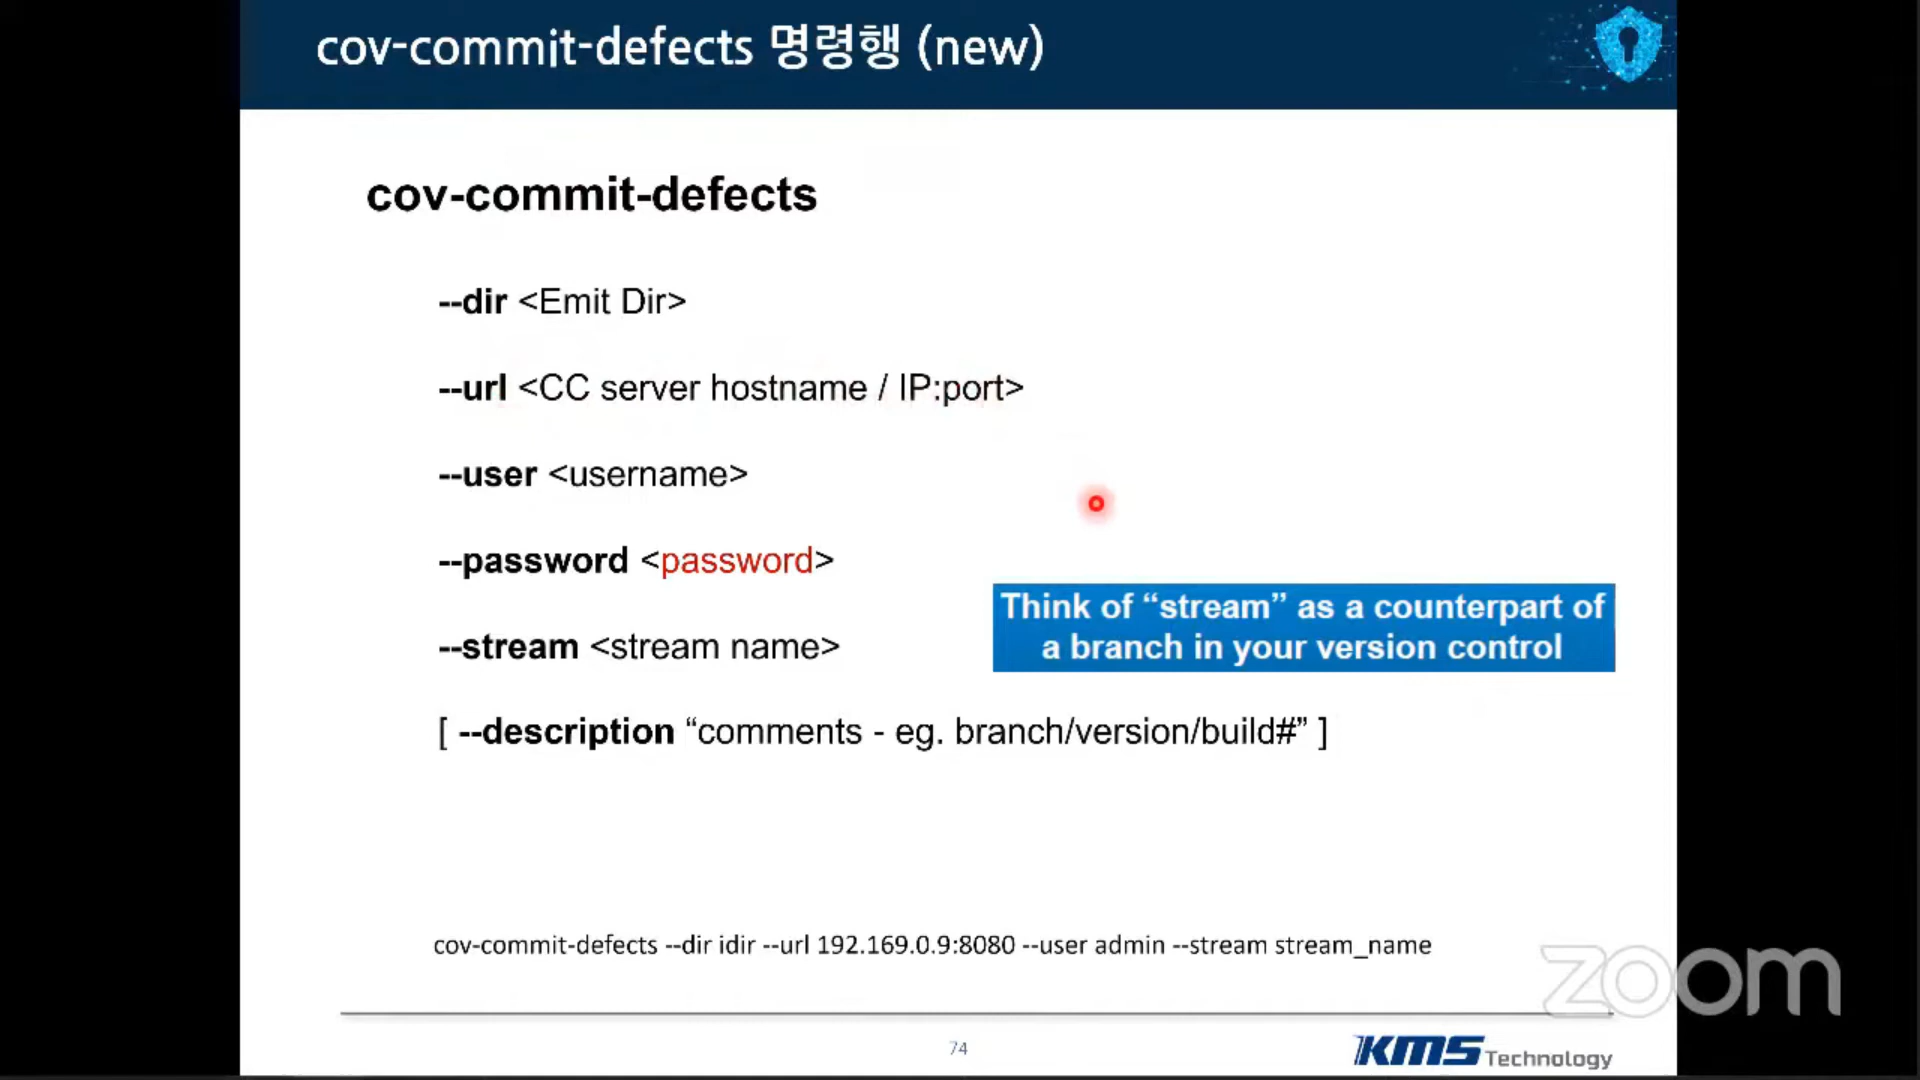 cov-commit-defects 명령행 (new)
cov-commit-defects
--dir <Emit Dir>
--url <CC server hostname / IP:port>
--user <username>
--password <password>
Think of “stream” as a counterpart of
a branch in your version control
--stream <stream name>
[ --description “comments - eg. branch/version/build#” ]
cov-commit-defects --dir idir --url 192.169.0.9:8080 --user admin --stream stream_name
zoom
74
KMS Technology